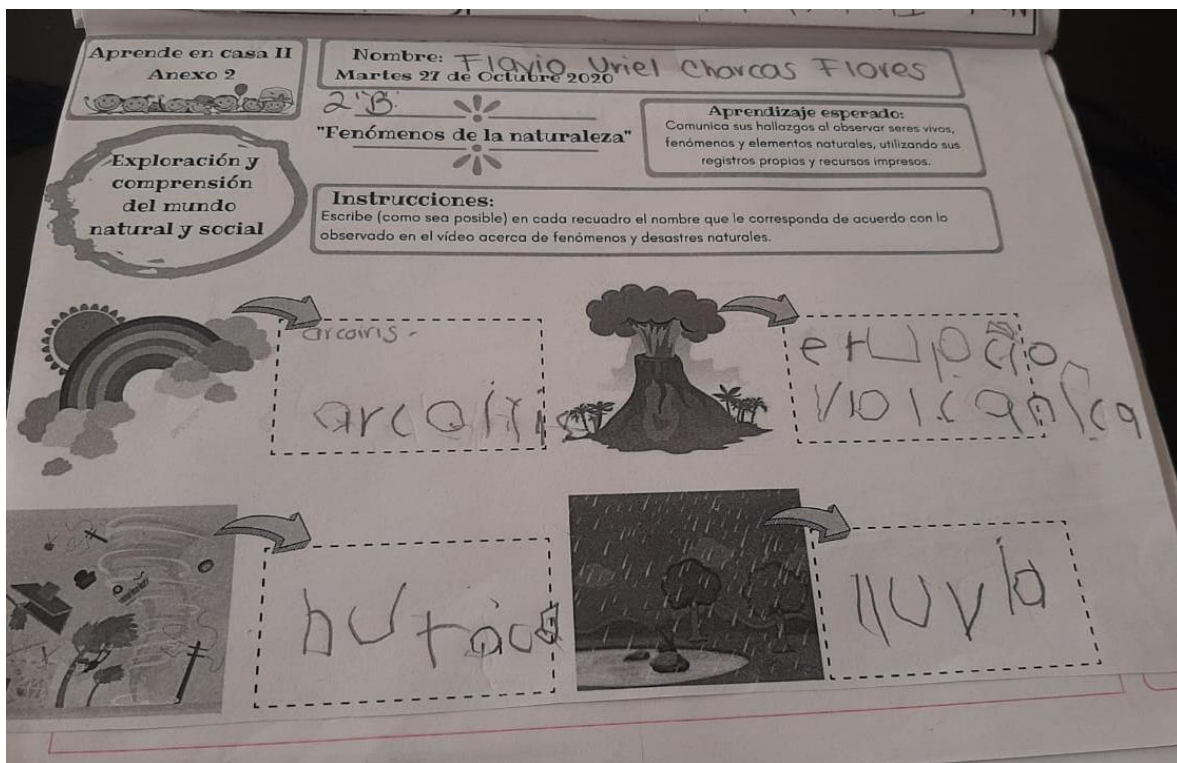 Aprende en casa II
Anexo 2
Nombre: Flavio Uriel Charcas Flores
Martes 27 de Octubre 2020
2°B.
"Fenómenos de la naturaleza"
Aprendizaje esperado:
Comunica sus hallazgos al observar seres vivos,
fenómenos y elementos naturales, utilizando sus
registros propios y recursos impresos.
Exploración y
comprensión
del mundo
natural y social
Instrucciones:
Escribe (como sea posible) en cada recuadro el nombre que le corresponda de acuerdo con lo
observado en el vídeo acerca de fenómenos y desastres naturales.
arcoiris.
arcoiris
erupcio
volcanica
lluvia